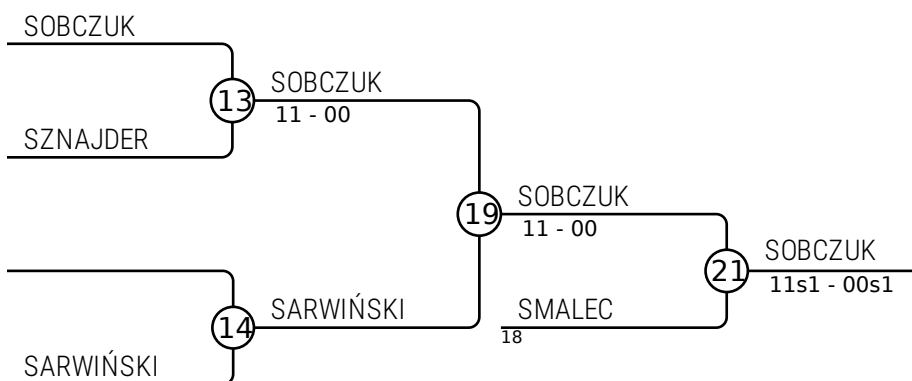 SOBCZUK
13
SOBCZUK
11 - 00
SZNAJDER
19
SOBCZUK
11 - 00
21
SOBCZUK
11s1 - 00s1
14
SARWIŃSKI
SMALEC
18
SARWIŃSKI